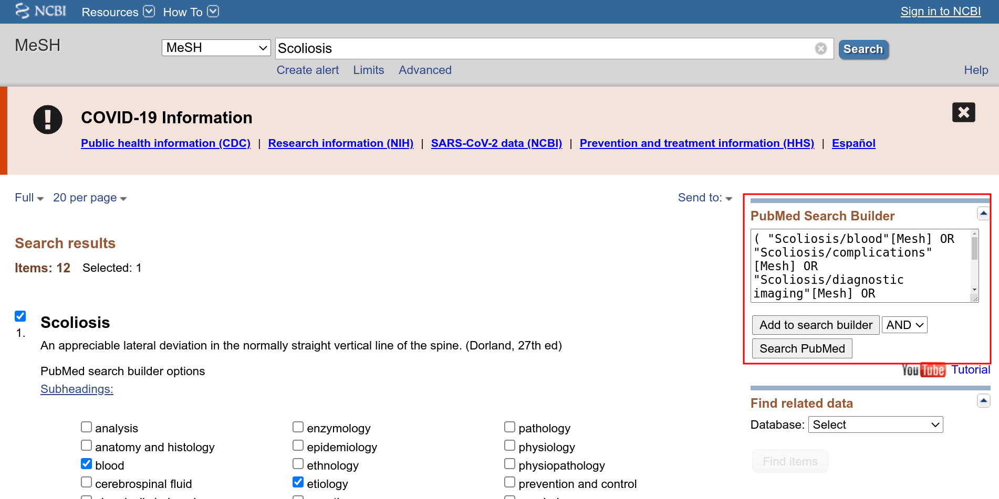 NCBI Resources How To Sign in to NCBI
MeSH MeSH Scoliosis Search
Create alert Limits Advanced Help
COVID-19 Information
Public health information (CDC) | Research information (NIH) | SARS-CoV-2 data (NCBI) | Prevention and treatment information (HHS) | Español
Full 20 per page Send to:
Search results
Items: 12 Selected: 1
1.
Scoliosis
An appreciable lateral deviation in the normally straight vertical line of the spine. (Dorland, 27th ed)
PubMed search builder options
Subheadings:
analysis
anatomy and histology
blood
cerebrospinal fluid
enzymology
epidemiology
ethnology
etiology
pathology
physiology
physiopathology
prevention and control
PubMed Search Builder
( "Scoliosis/blood"[Mesh] OR
"Scoliosis/complications"
[Mesh] OR
"Scoliosis/diagnostic
imaging"[Mesh] OR
Add to search builder AND
Search PubMed
YouTube Tutorial
Find related data
Database: Select
Find items